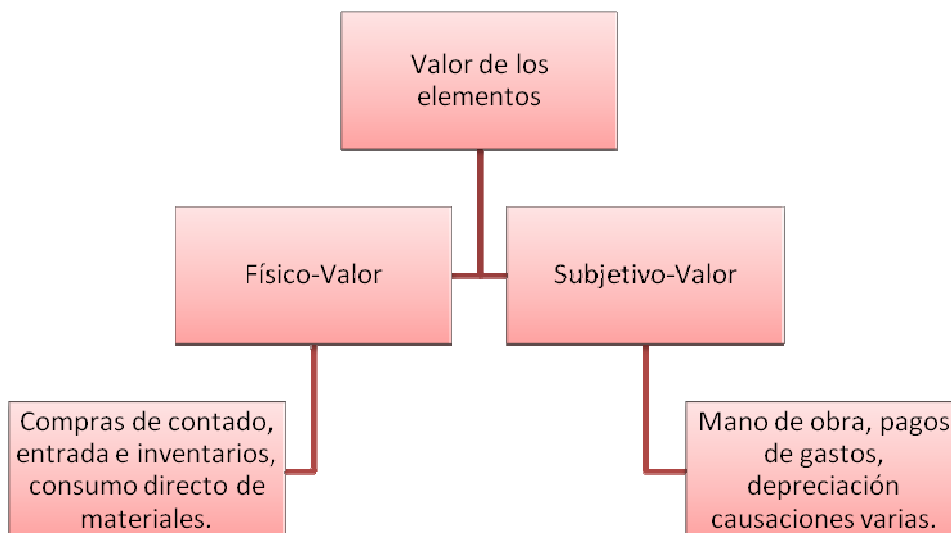 Valor de los
elementos
Físico-Valor
Subjetivo-Valor
Compras de contado,
entrada e inventarios,
consumo directo de
materiales.
Mano de obra, pagos
de gastos,
depreciación
causaciones varias.